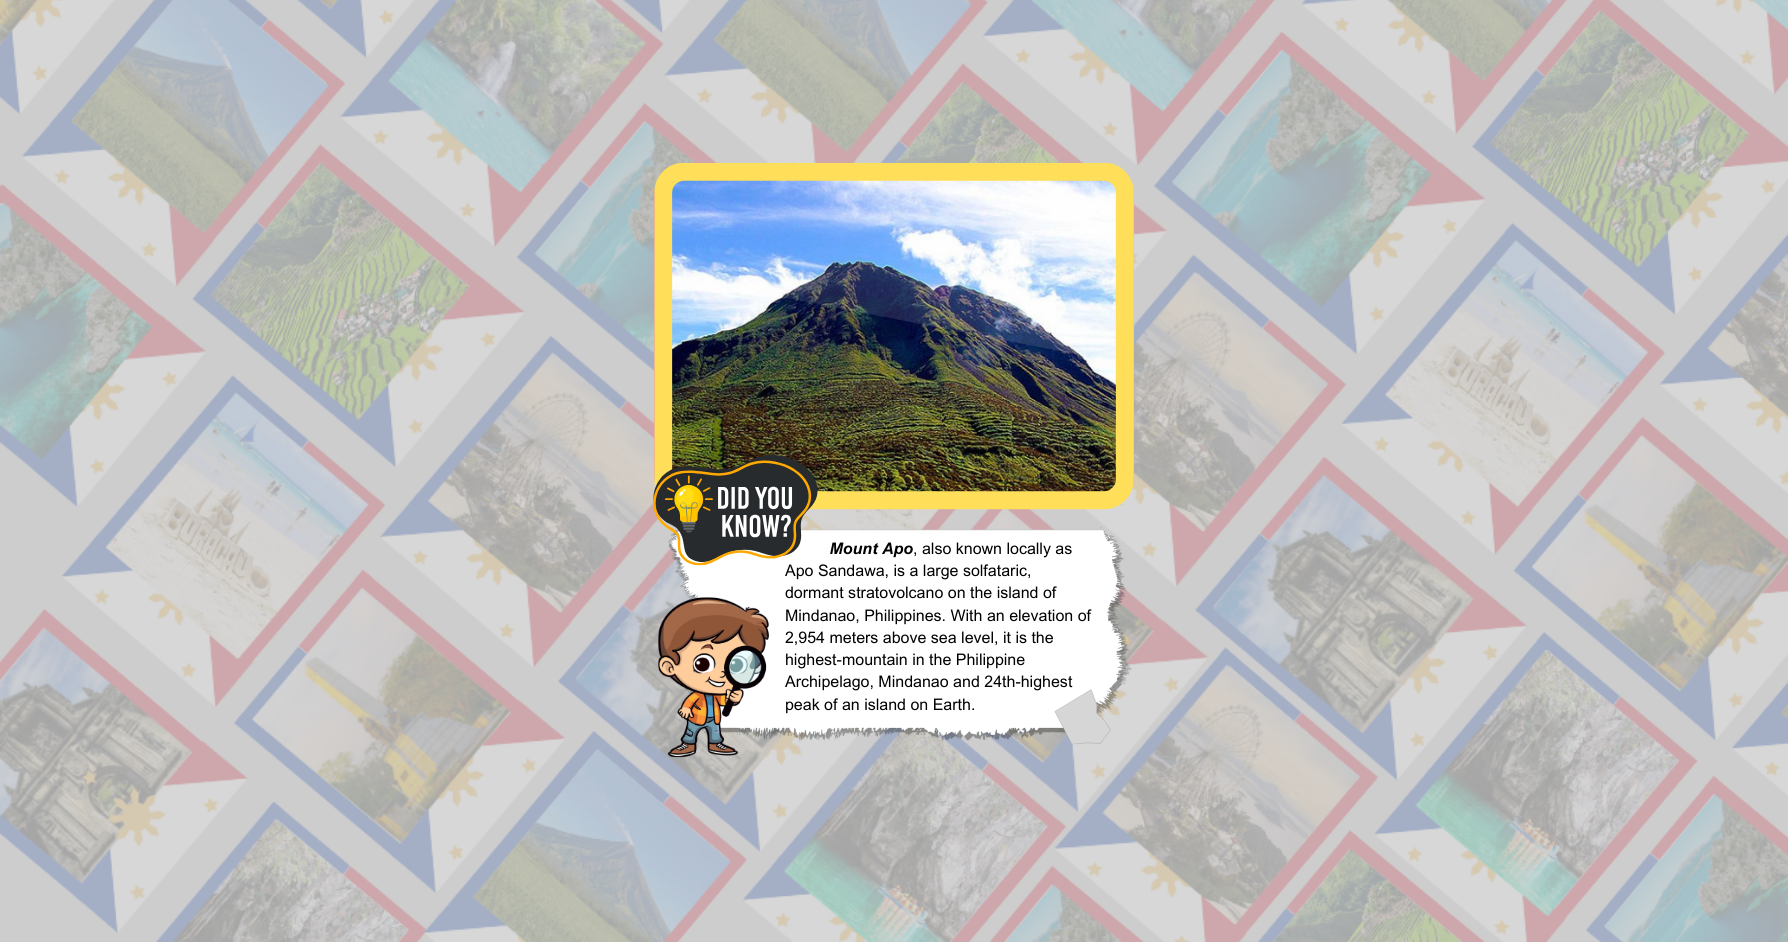 DID YOU
KNOW?
Mount Apo, also known locally as
Apo Sandawa, is a large solfataric,
dormant stratovolcano on the island of
Mindanao, Philippines. With an elevation of
2,954 meters above sea level, it is the
highest-mountain in the Philippine
Archipelago, Mindanao and 24th-highest
peak of an island on Earth.